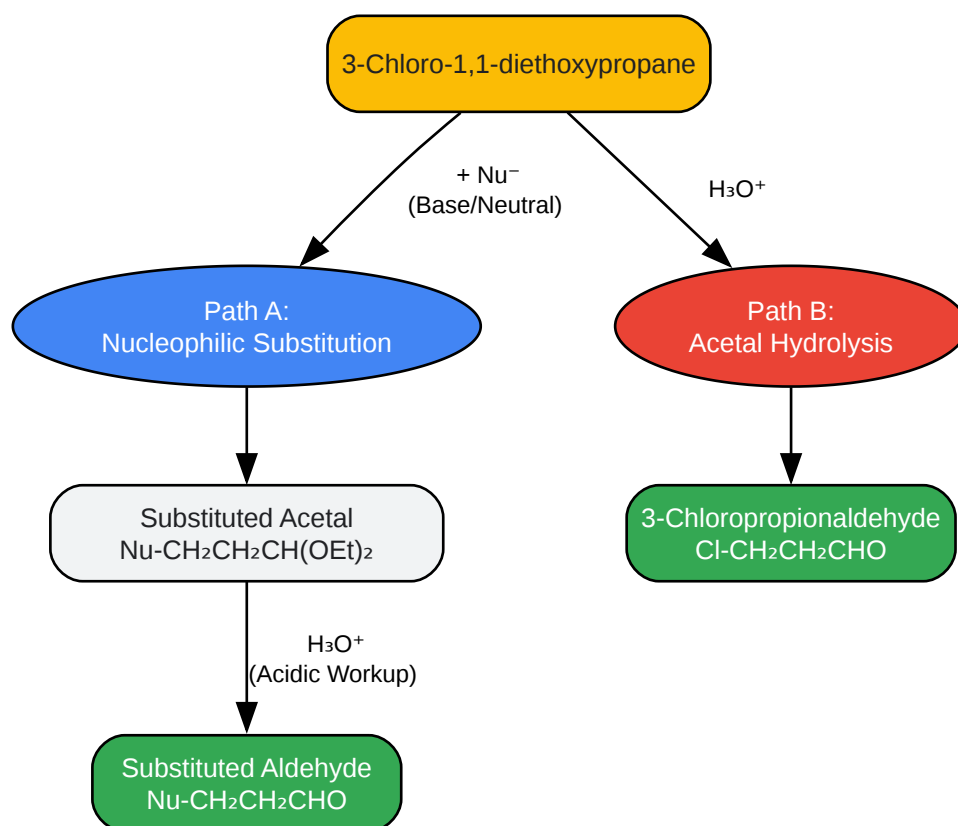 3-Chloro-1,1-diethoxypropane
+ Nu⁻
(Base/Neutral)
H₃O⁺
Path A:
Nucleophilic Substitution
Path B:
Acetal Hydrolysis
Substituted Acetal
Nu-CH₂CH₂CH(OEt)₂
3-Chloropropionaldehyde
Cl-CH₂CH₂CHO
H₃O⁺
(Acidic Workup)
Substituted Aldehyde
Nu-CH₂CH₂CHO